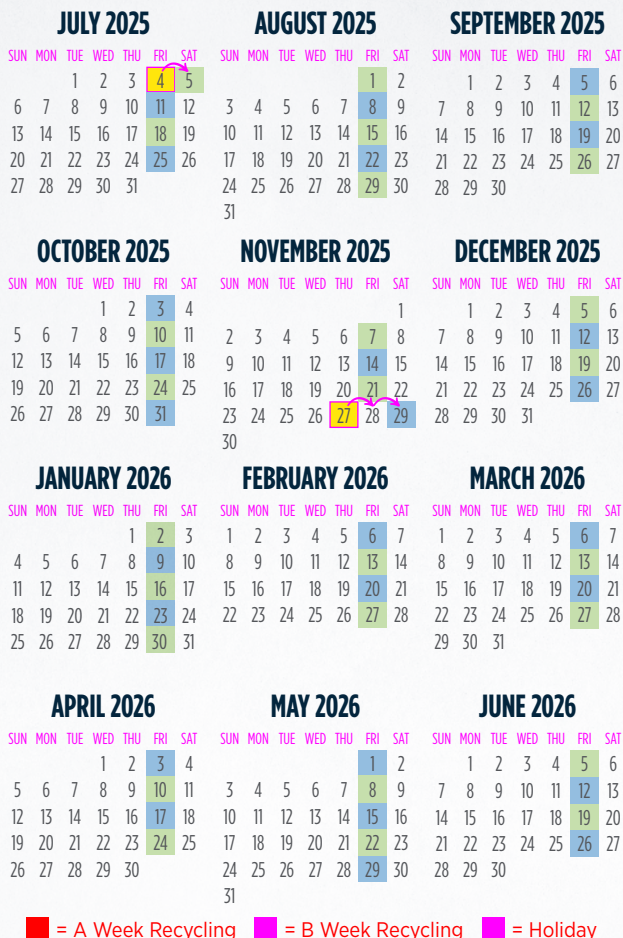 JULY 2025
SUN MON TUE WED THU FRI SAT
1 2 3 4 5
6 7 8 9 10 11 12
13 14 15 16 17 18 19
20 21 22 23 24 25 26
27 28 29 30 31
AUGUST 2025
SUN MON TUE WED THU FRI SAT
1 2
3 4 5 6 7 8 9
10 11 12 13 14 15 16
17 18 19 20 21 22 23
24 25 26 27 28 29 30
31
SEPTEMBER 2025
SUN MON TUE WED THU FRI SAT
1 2 3 4 5 6
7 8 9 10 11 12 13
14 15 16 17 18 19 20
21 22 23 24 25 26 27
28 29 30
OCTOBER 2025
SUN MON TUE WED THU FRI SAT
1 2 3 4
5 6 7 8 9 10 11
12 13 14 15 16 17 18
19 20 21 22 23 24 25
26 27 28 29 30 31
NOVEMBER 2025
SUN MON TUE WED THU FRI SAT
1
2 3 4 5 6 7 8
9 10 11 12 13 14 15
16 17 18 19 20 21 22
23 24 25 26 27 28 29
30
DECEMBER 2025
SUN MON TUE WED THU FRI SAT
1 2 3 4 5 6
7 8 9 10 11 12 13
14 15 16 17 18 19 20
21 22 23 24 25 26 27
28 29 30 31
JANUARY 2026
SUN MON TUE WED THU FRI SAT
1 2 3
4 5 6 7 8 9 10
11 12 13 14 15 16 17
18 19 20 21 22 23 24
25 26 27 28 29 30 31
FEBRUARY 2026
SUN MON TUE WED THU FRI SAT
1 2 3 4 5 6 7
8 9 10 11 12 13 14
15 16 17 18 19 20 21
22 23 24 25 26 27 28
MARCH 2026
SUN MON TUE WED THU FRI SAT
1 2 3 4 5 6 7
8 9 10 11 12 13 14
15 16 17 18 19 20 21
22 23 24 25 26 27 28
29 30 31
APRIL 2026
SUN MON TUE WED THU FRI SAT
1 2 3 4
5 6 7 8 9 10 11
12 13 14 15 16 17 18
19 20 21 22 23 24 25
26 27 28 29 30
MAY 2026
SUN MON TUE WED THU FRI SAT
1 2
3 4 5 6 7 8 9
10 11 12 13 14 15 16
17 18 19 20 21 22 23
24 25 26 27 28 29 30
31
JUNE 2026
SUN MON TUE WED THU FRI SAT
1 2 3 4 5 6
7 8 9 10 11 12 13
14 15 16 17 18 19 20
21 22 23 24 25 26 27
28 29 30
= A Week Recycling = B Week Recycling = Holiday